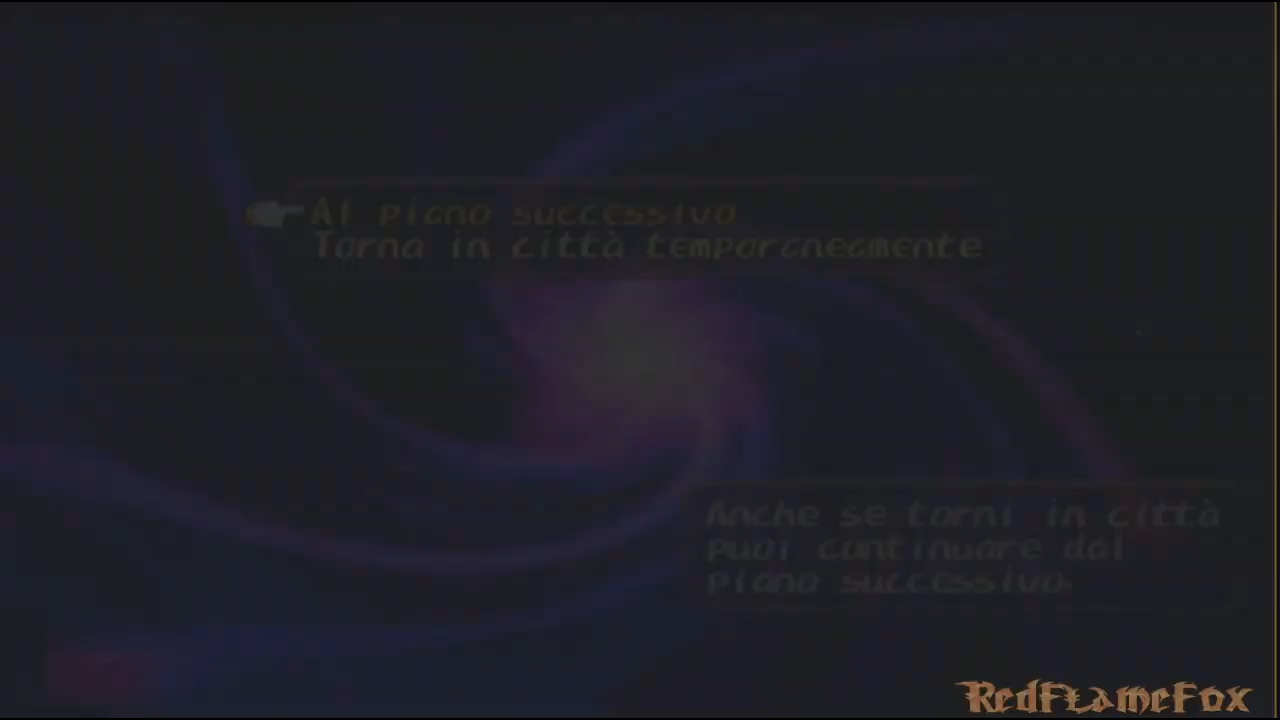 Al piano successivo
Torna in città temporaneamente
Anche se torni in città
puoi continuare dal
piano successivo.
RedFlameFox